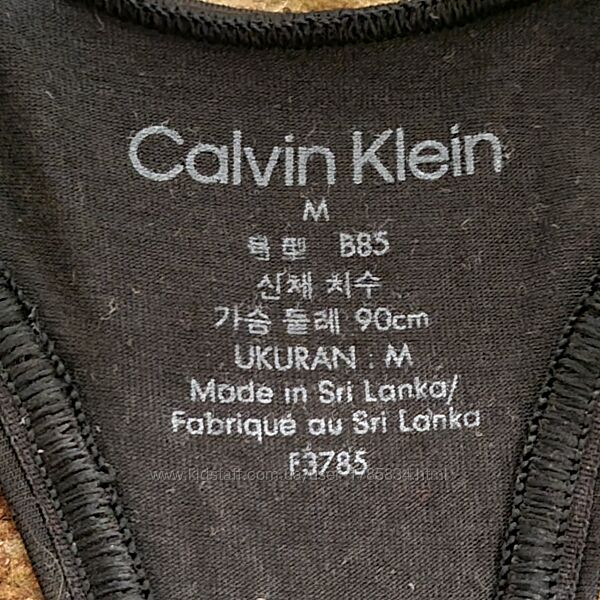 Calvin Klein
M
B85
신체 치수
가슴 둘레 90cm
UKURAN : M
Made in Sri Lanka/
Fabriqué au Sri Lanka
F3785